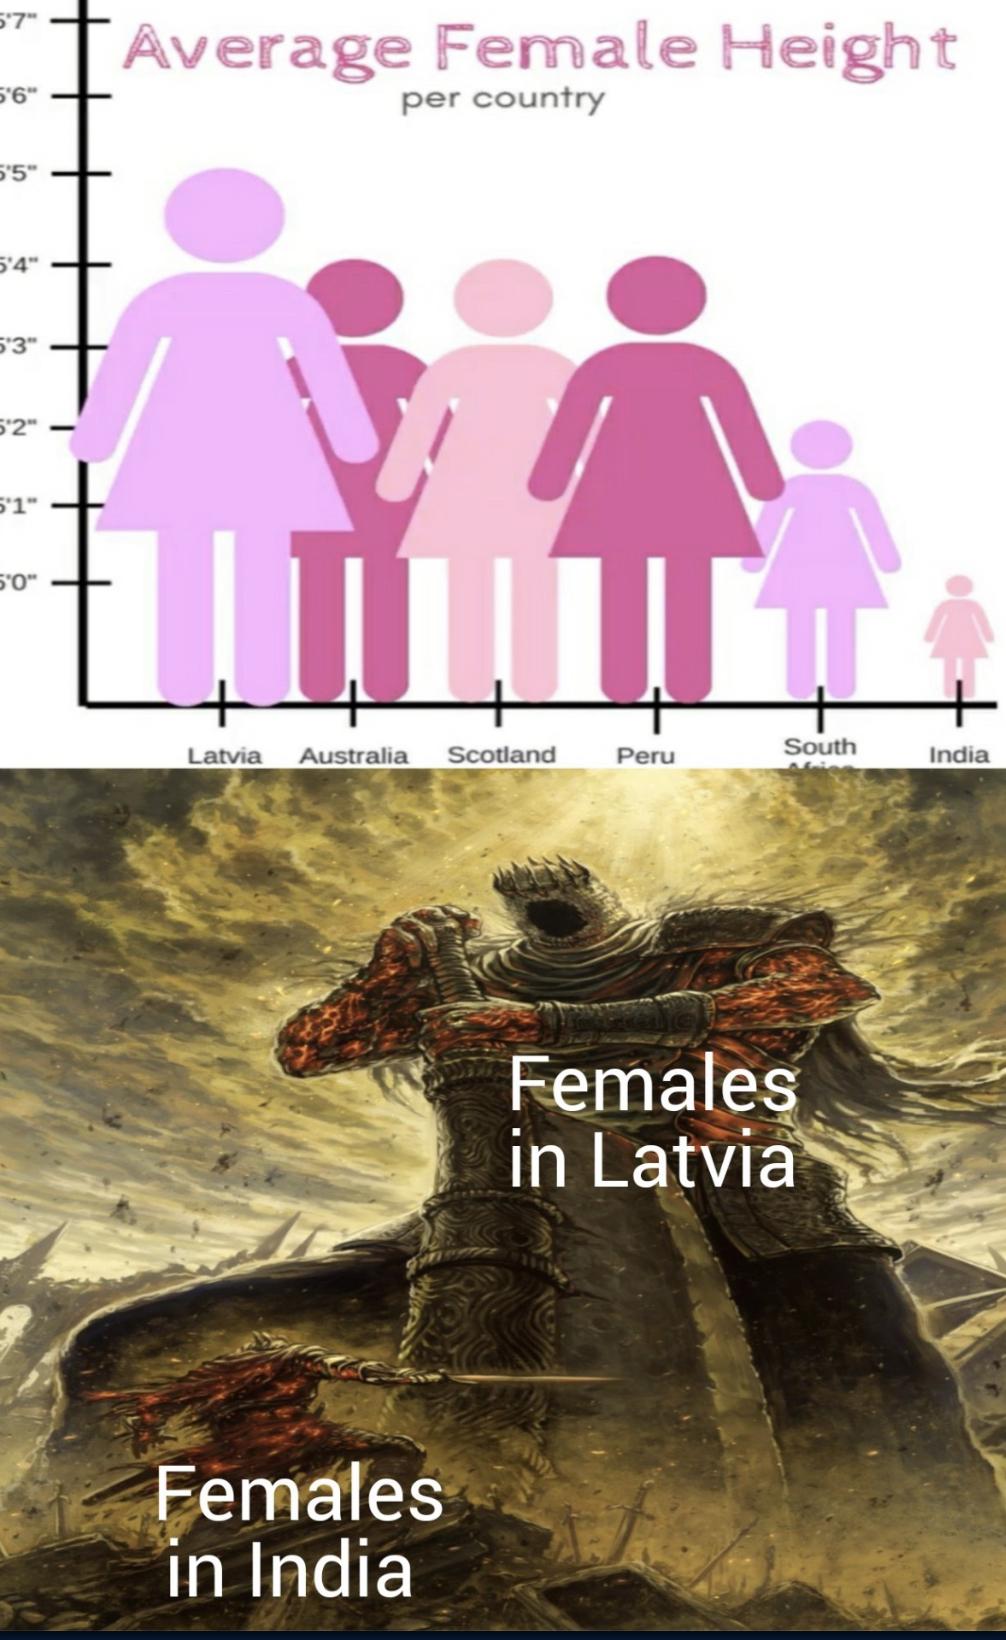 Average Female Height
per country
5'7"
5'6"
5'5"
5'4"
5'3"
5'2"
5'1"
5'0"
Latvia
Australia
Scotland
Peru
South
Africa
India
Females
in Latvia
Females
in India